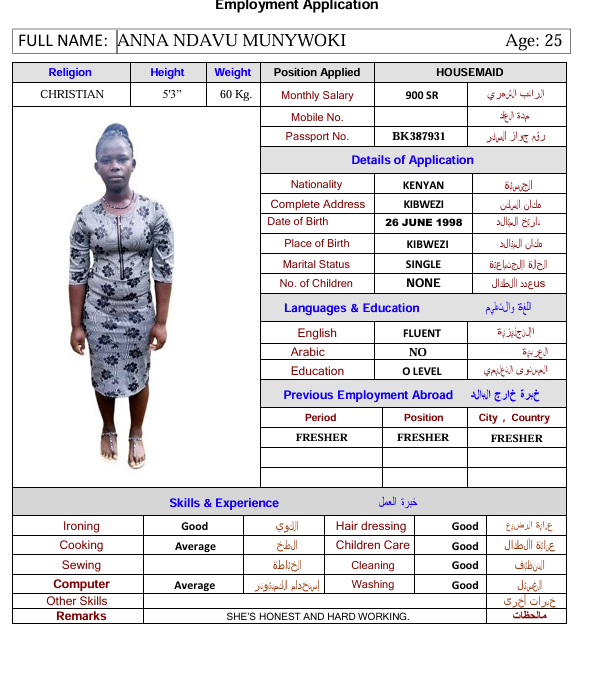 Employment Application
FULL NAME: ANNA NDAVU MUNYWOKI Age: 25
Religion Height Weight Position Applied HOUSEMAID
CHRISTIAN 5'3” 60 Kg. Monthly Salary 900 SR الراتب الشهري
Mobile No. مدة العقد
Passport No. BK387931 رقم جواز السفر
Details of Application
Nationality KENYAN الجنسية
Complete Address KIBWEZI مكان السكن
Date of Birth 26 JUNE 1998 تاريخ الميلاد
Place of Birth KIBWEZI مكان الميلاد
Marital Status SINGLE الحالة الاجتماعية
No. of Children NONE عدد الأطفال us
Languages & Education اللغة والتعليم
English FLUENT الإنجليزية
Arabic NO العربية
Education O LEVEL المستوى التعليمي
Previous Employment Abroad خبرة خارج البلاد
Period Position City , Country
FRESHER FRESHER FRESHER
Skills & Experience خبرة العمل
Ironing Good الكوي Hair dressing Good عناية الرضيع
Cooking Average الطبخ Children Care Good عناية الأطفال
Sewing الخياطة Cleaning Good التنظيف
Computer Average إستخدام الكمبيوتر Washing Good الغسيل
Other Skills خبرات أخرى
Remarks SHE'S HONEST AND HARD WORKING. ملاحظات